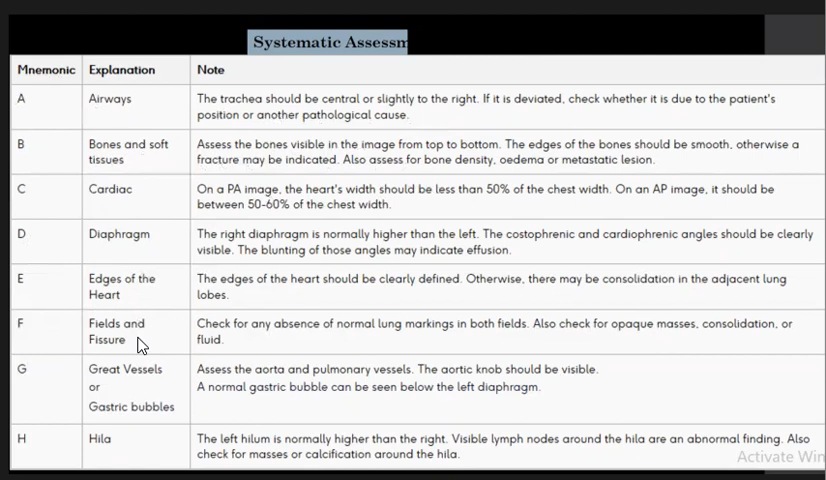 Systematic Assessm
Mnemonic Explanation Note
A Airways The trachea should be central or slightly to the right. If it is deviated, check whether it is due to the patient's
position or another pathological cause.
B Bones and soft Assess the bones visible in the image from top to bottom. The edges of the bones should be smooth, otherwise a
tissues fracture may be indicated. Also assess for bone density, oedema or metastatic lesion.
C Cardiac On a PA image, the heart's width should be less than 50% of the chest width. On an AP image, it should be
between 50-60% of the chest width.
D Diaphragm The right diaphragm is normally higher than the left. The costophrenic and cardiophrenic angles should be clearly
visible. The blunting of those angles may indicate effusion.
E Edges of the The edges of the heart should be clearly defined. Otherwise, there may be consolidation in the adjacent lung
Heart lobes.
F Fields and Check for any absence of normal lung markings in both fields. Also check for opaque masses, consolidation, or
Fissure fluid.
G Great Vessels Assess the aorta and pulmonary vessels. The aortic knob should be visible.
or A normal gastric bubble can be seen below the left diaphragm.
Gastric bubbles
H Hila The left hilum is normally higher than the right. Visible lymph nodes around the hila are an abnormal finding. Also
check for masses or calcification around the hila.
Activate Win